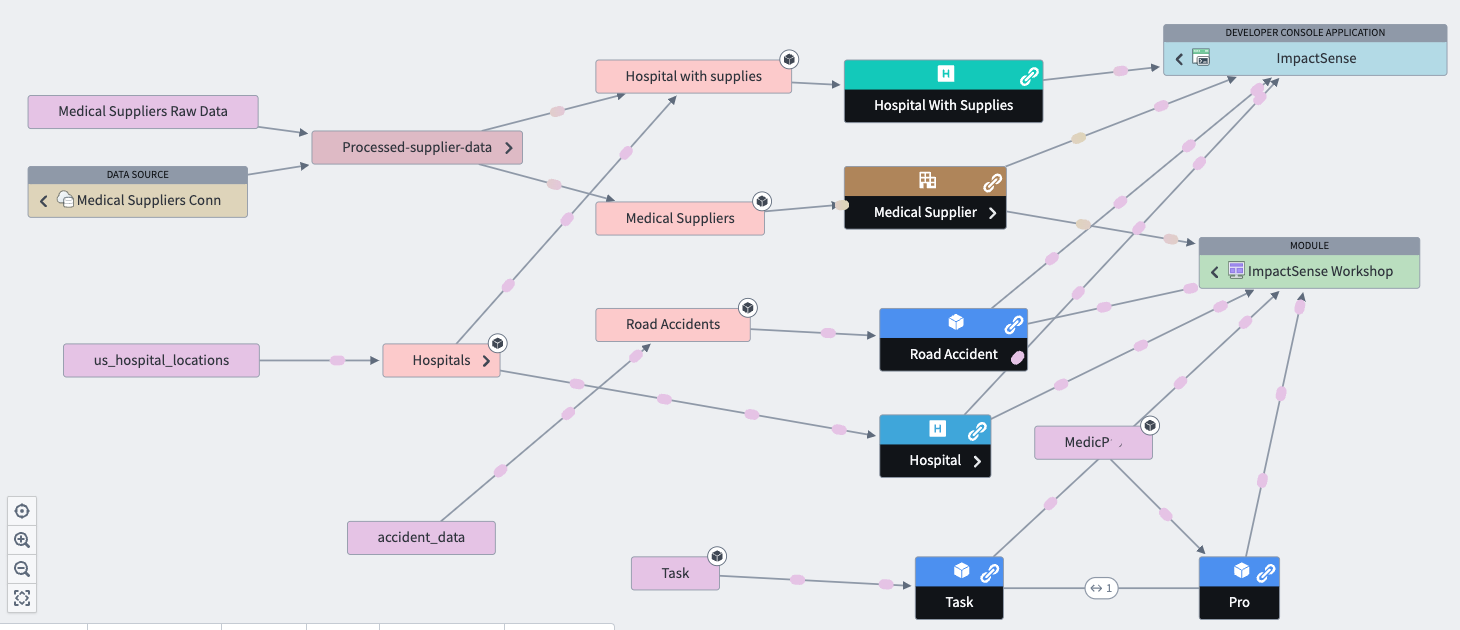 DEVELOPER CONSOLE APPLICATION
ImpactSense
Hospital with supplies
H
Hospital With Supplies
Medical Suppliers Raw Data
Processed-supplier-data
DATA SOURCE
Medical Suppliers Conn
Medical Suppliers
Medical Supplier
MODULE
ImpactSense Workshop
Road Accidents
Road Accident
us_hospital_locations
Hospitals
H
Hospital
accident_data
Task
Task
1
Pro